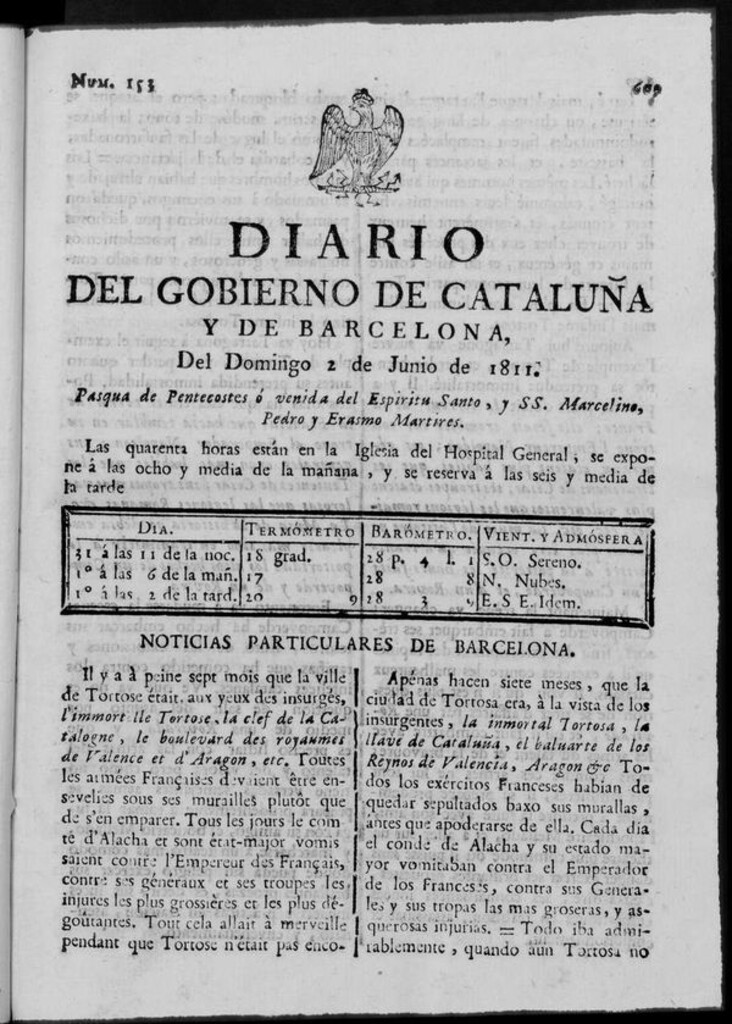 Num. 153
609
DIARIO
DEL GOBIERNO DE CATALUÑA
Y DE BARCELONA,
Del Domingo 2 de Junio de 1811.
Pasqua de Pentecostes ó venida del Espiritu Santo, y SS. Marcelino,
Pedro y Erasmo Martires.
Las quarenta horas están en la Iglesia del Hospital General; se expo-
ne á las ocho y media de la mañana, y se reserva á las seis y media de
la tarde
DIA. TERMÓMETRO BARÓMETRO. VIENT. Y ADMÓSFERA
31 á las 11 de la noc. 18 grad. 28 p. 4 l. 1 S. O. Sereno.
1º á las 6 de la mañ. 17 28 8 N. Nubes.
1º á las 2 de la tard. 20 9 28 3 9 E. S E. Idem.
NOTICIAS PARTICULARES DE BARCELONA.
Il y a à peine sept mois que la ville
de Tortose était aux yeux des insurgés,
l'immort lle Tortose, la clef de la Ca-
talogne, le boulevard des royaumes
de Valence et d'Aragon, etc. Toutes
les armées Françaises devaient être en-
sevelies sous ses murailles plutôt que
de s'en emparer. Tous les jours le com-
té d'Alacha et sont état-major vomis
saient contre l'Empereur des Français,
contre ses généraux et ses troupes les
injures les plus grossières et les plus dé-
goûtantes. Tout cela allait à merveille
pendant que Tortose n'était pas enco-
Apénas hacen siete meses, que la
ciudad de Tortosa era, à la vista de los
insurgentes, la inmortal Tortosa, la
llave de Cataluña, el baluarte de los
Reynos de Valencia, Aragon &c To-
dos los exércitos Franceses habian de
quedar sepultados baxo sus murallas,
ántes que apoderarse de ella. Cada dia
el conde de Alacha y su estado ma-
yor vomitaban contra el Emperador
de los Franceses, contra sus Genera-
les y sus tropas las mas groseras, y as-
querosas injurias. = Todo iba admi-
rablemente, quando aun Tortosa no